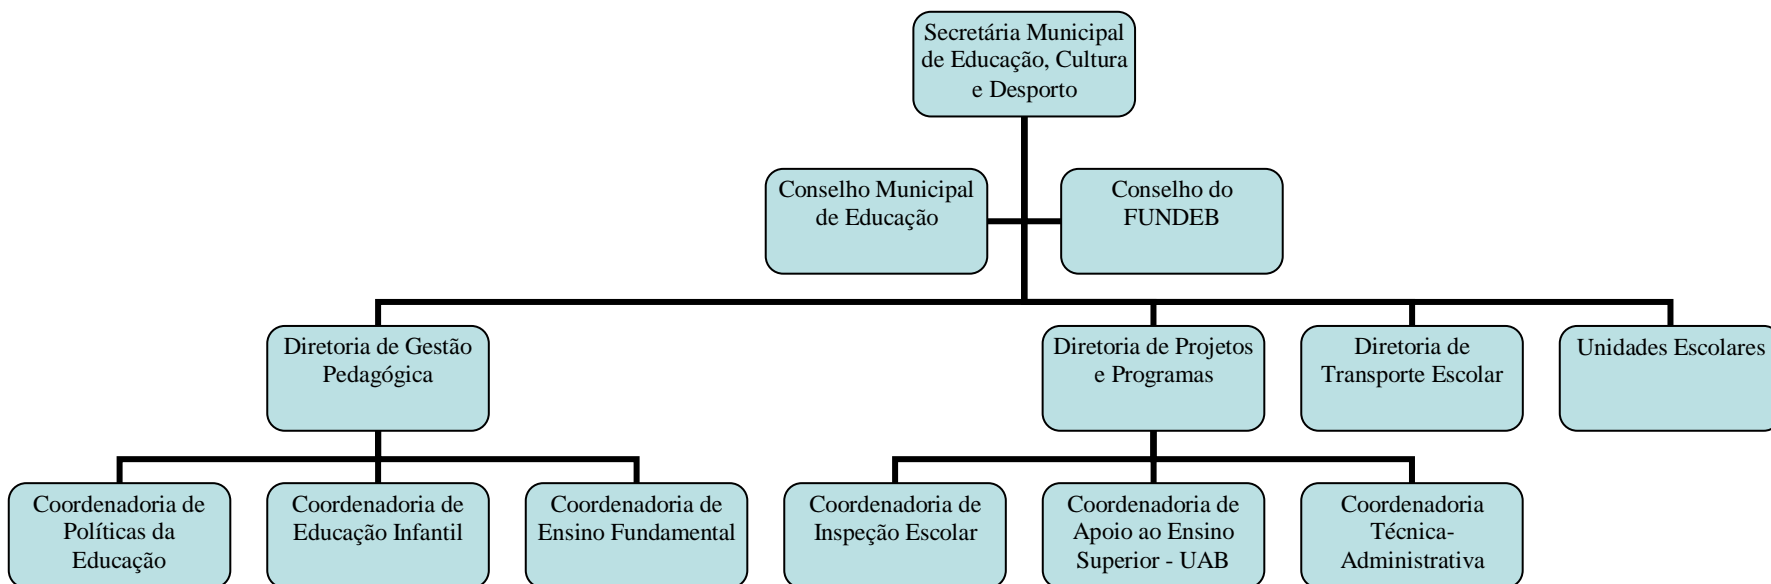 Secretária Municipal
de Educação, Cultura
e Desporto
Conselho Municipal
de Educação
Conselho do
FUNDEB
Diretoria de Gestão
Pedagógica
Diretoria de Projetos
e Programas
Diretoria de
Transporte Escolar
Unidades Escolares
Coordenadoria de
Políticas da
Educação
Coordenadoria de
Educação Infantil
Coordenadoria de
Ensino Fundamental
Coordenadoria de
Inspeção Escolar
Coordenadoria de
Apoio ao Ensino
Superior - UAB
Coordenadoria
Técnica-
Administrativa